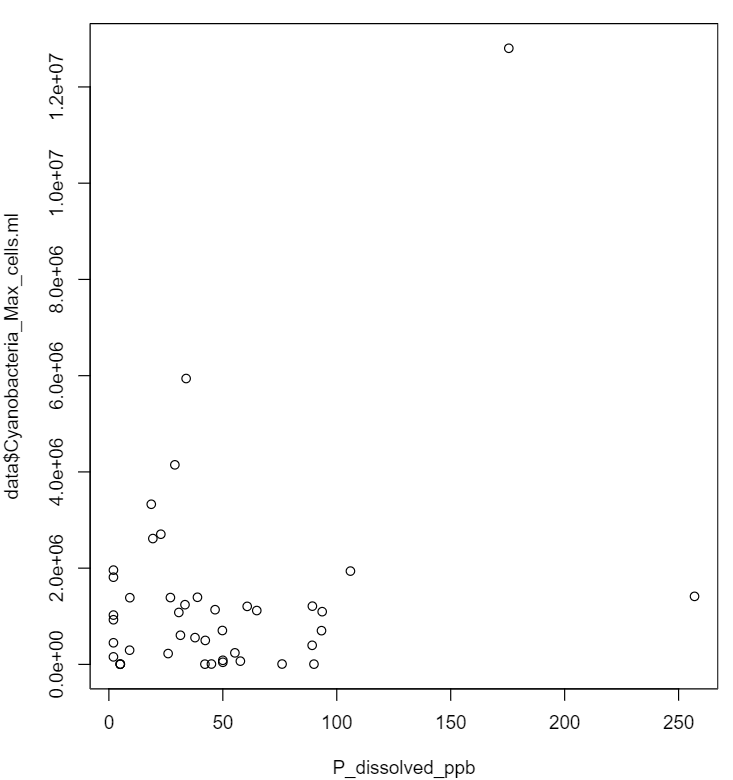 data$Cyanobacteria_Max_cells.ml
1.2e+07
1.0e+07
8.0e+06
6.0e+06
4.0e+06
2.0e+06
0.0e+00
0 50 100 150 200 250
P_dissolved_ppb